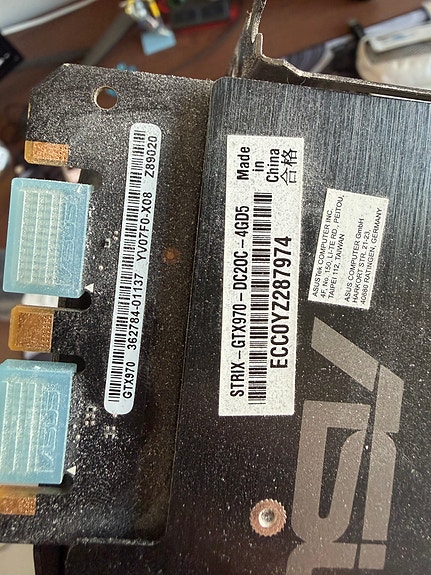 GTX970 362784-01137 YV07F0-X08 Z89020
STRIX-GTX970-DC2OC-4GD5
ECC0YZ287974
Made
in
China
合格
ASUSTek COMPUTER INC.
4F, No. 150, LI-TE RD., PEITOU,
TAIPEI 112, TAIWAN
ASUS COMPUTER GmbH
HARKORT STR. 21-23,
40880 RATINGEN, GERMANY
ASUS